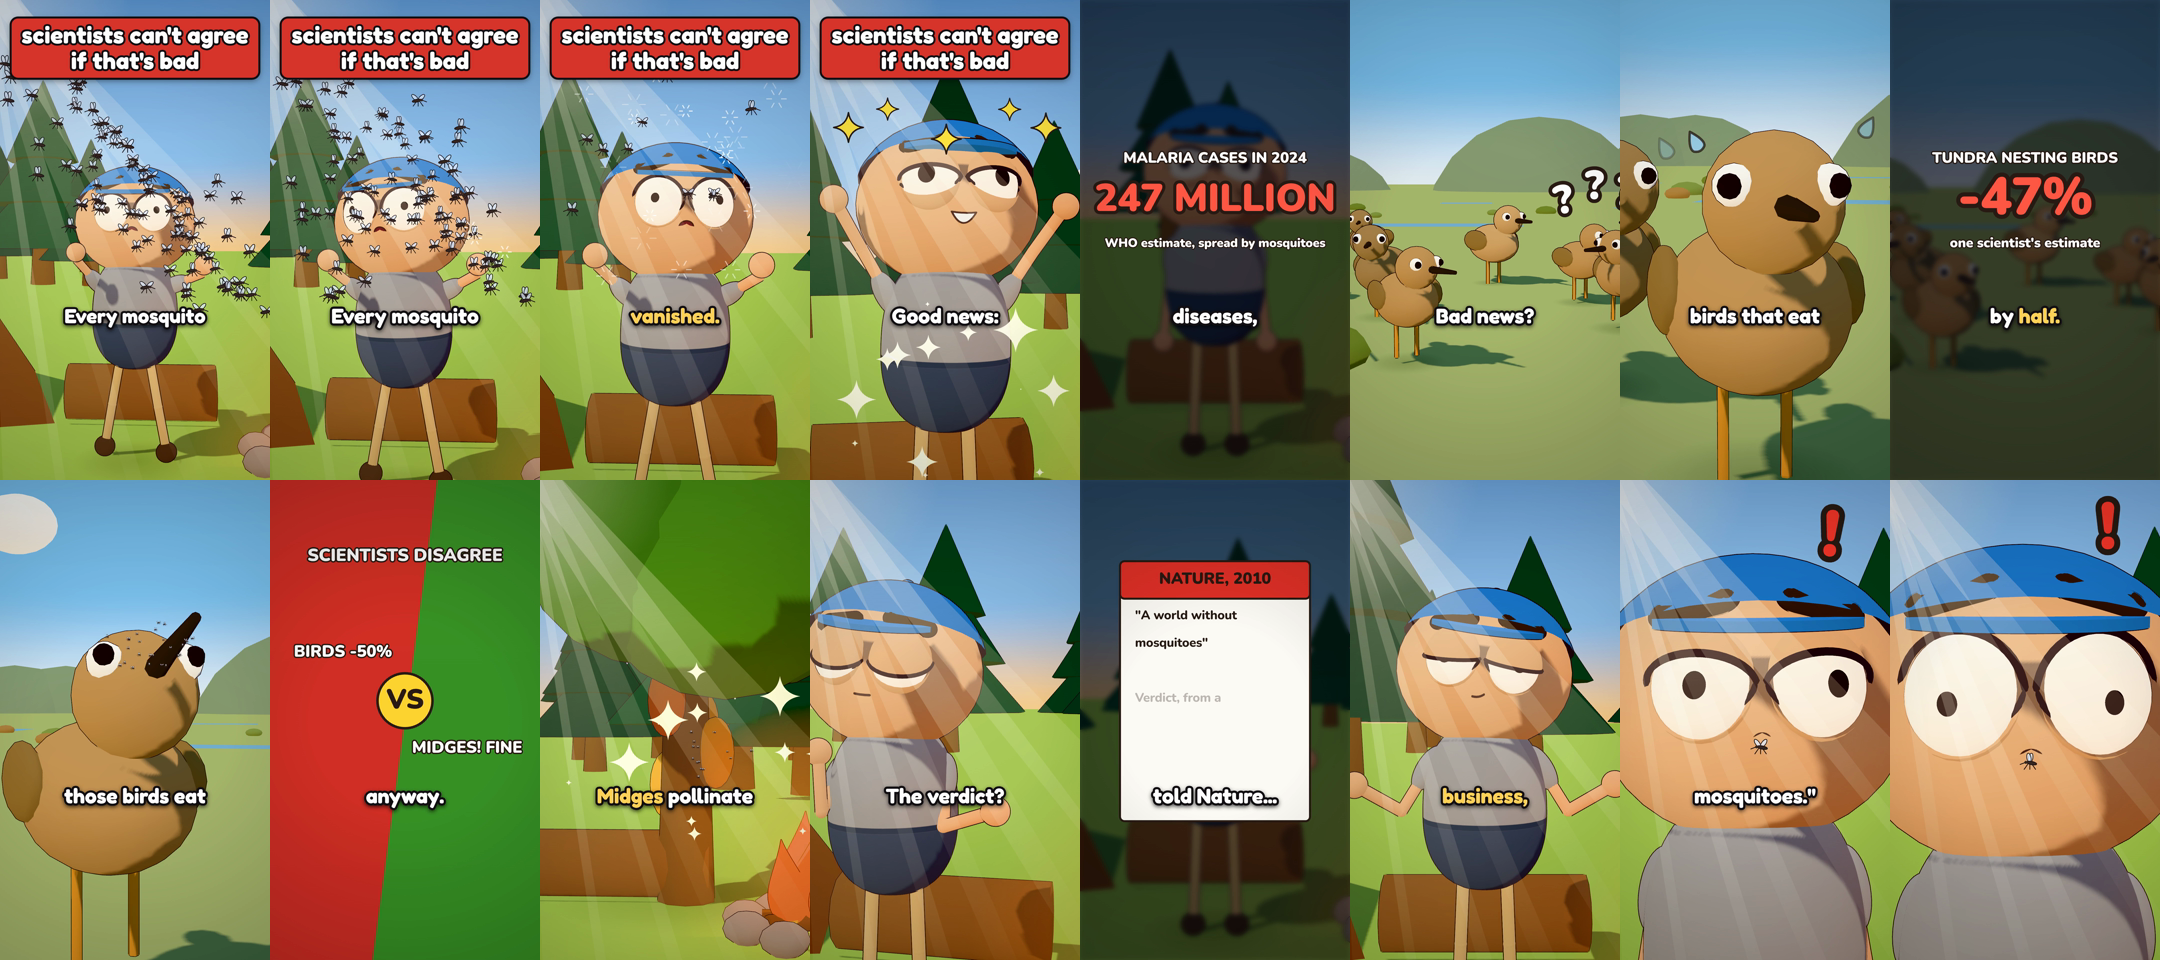 scientists can't agree
if that's bad
Every mosquito
scientists can't agree
if that's bad
Every mosquito
scientists can't agree
if that's bad
vanished.
scientists can't agree
if that's bad
Good news:
MALARIA CASES IN 2024
247 MILLION
WHO estimate, spread by mosquitoes
diseases,
? ?
Bad news?
birds that eat
TUNDRA NESTING BIRDS
-47%
one scientist's estimate
by half.
those birds eat
SCIENTISTS DISAGREE
BIRDS -50%
VS
MIDGES! FINE
anyway.
Midges pollinate
The verdict?
NATURE, 2010
"A world without
mosquitoes"
Verdict, from a
told Nature...
business,
!
mosquitoes."
!